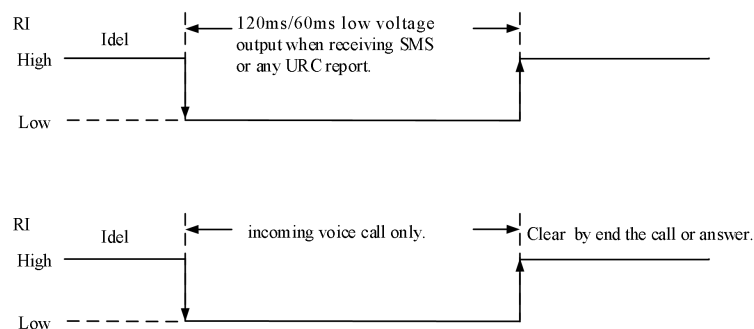 RI
Idel
120ms/60ms low voltage
output when receiving SMS
or any URC report.
High
Low
RI
Idel
incoming voice call only.
Clear by end the call or answer.
High
Low